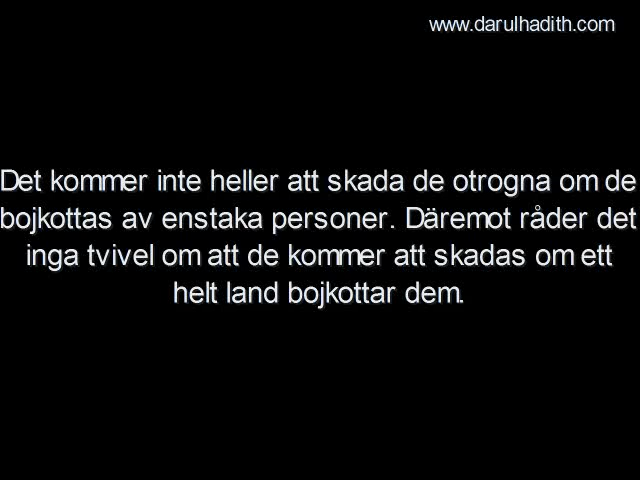 www.darulhadith.com
Det kommer inte heller att skada de otrogna om de
bojkottas av enstaka personer. Däremot råder det
inga tvivel om att de kommer att skadas om ett
helt land bojkottar dem.